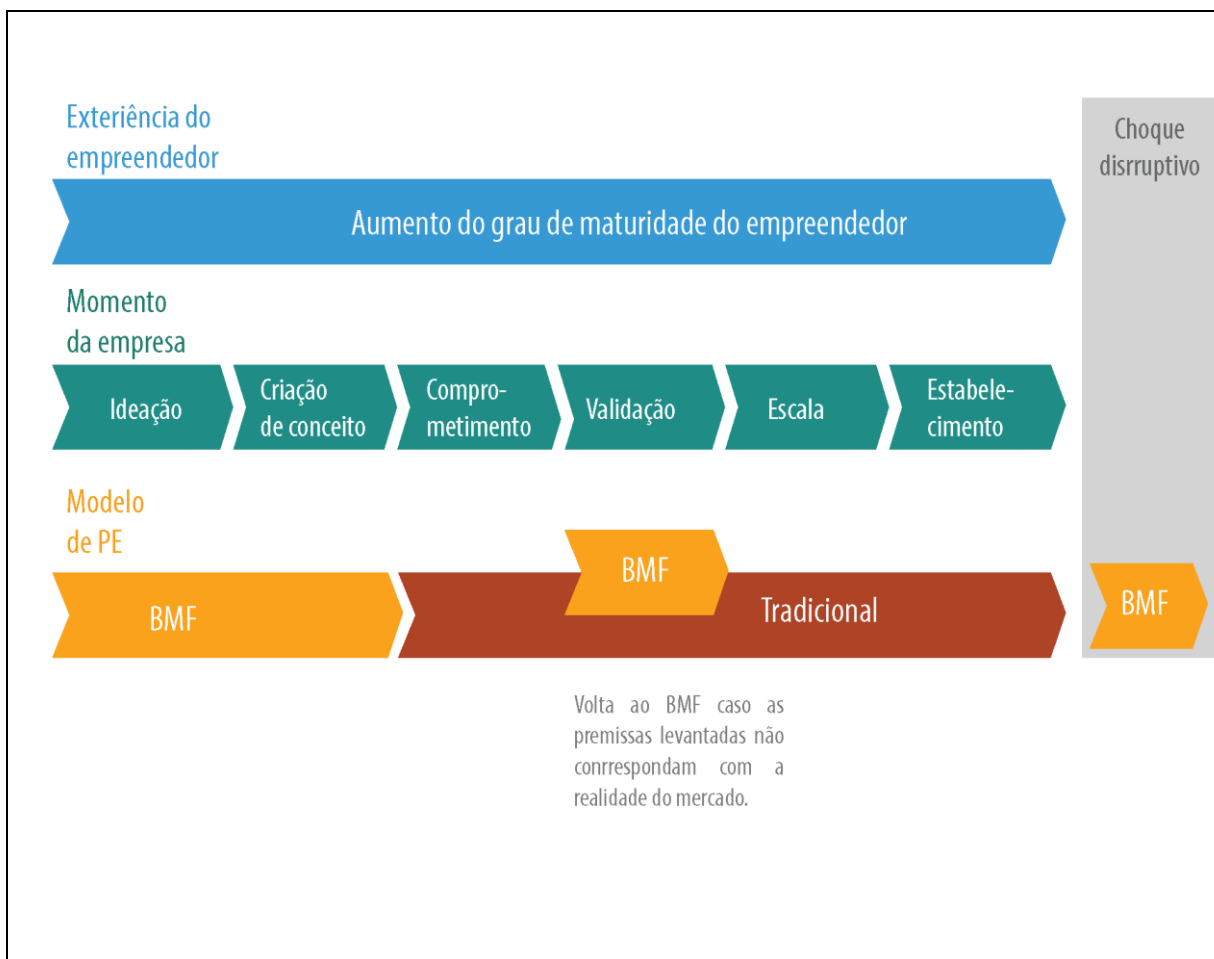 Exteriência do
empreendedor
Choque
disrruptivo
Aumento do grau de maturidade do empreendedor
Momento
da empresa
Ideação
Criação
de conceito
Compro-
metimento
Validação
Escala
Estabele-
cimento
Modelo
de PE
BMF
BMF
Tradicional
BMF
Volta ao BMF caso as
premissas levantadas não
conrrespondam com a
realidade do mercado.